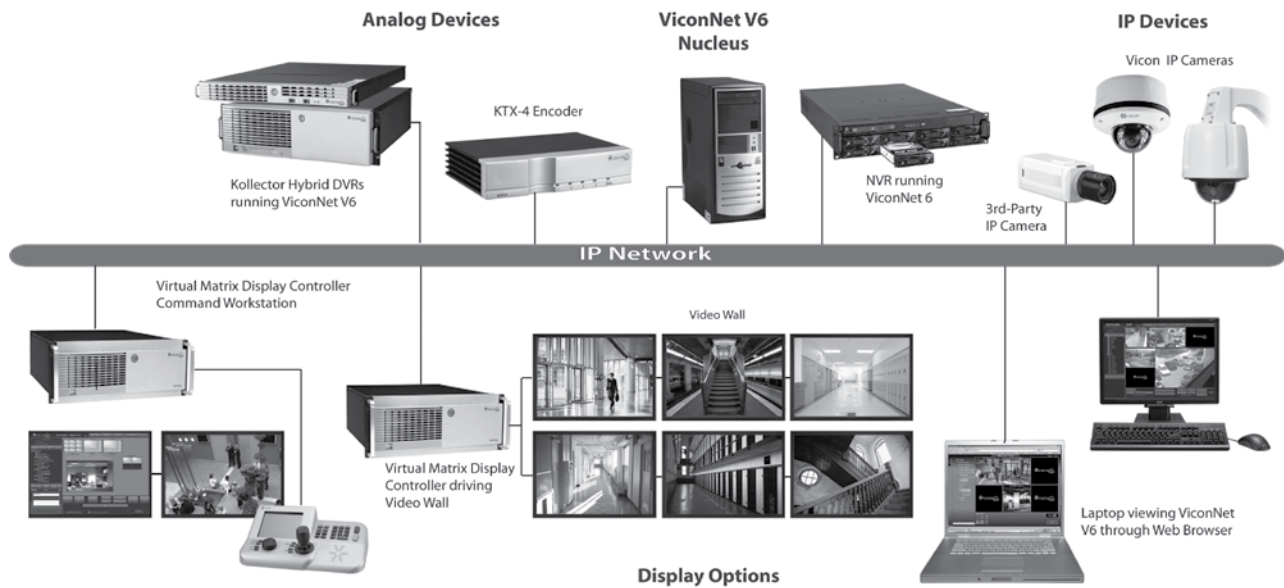 Analog Devices
ViconNet V6
Nucleus
IP Devices
Vicon IP Cameras
KTX-4 Encoder
Kollector Hybrid DVRs
running ViconNet V6
NVR running
ViconNet 6
3rd-Party
IP Camera
IP Network
Virtual Matrix Display Controller
Command Workstation
Video Wall
Virtual Matrix Display
Controller driving
Video Wall
Laptop viewing ViconNet
V6 through Web Browser
Display Options